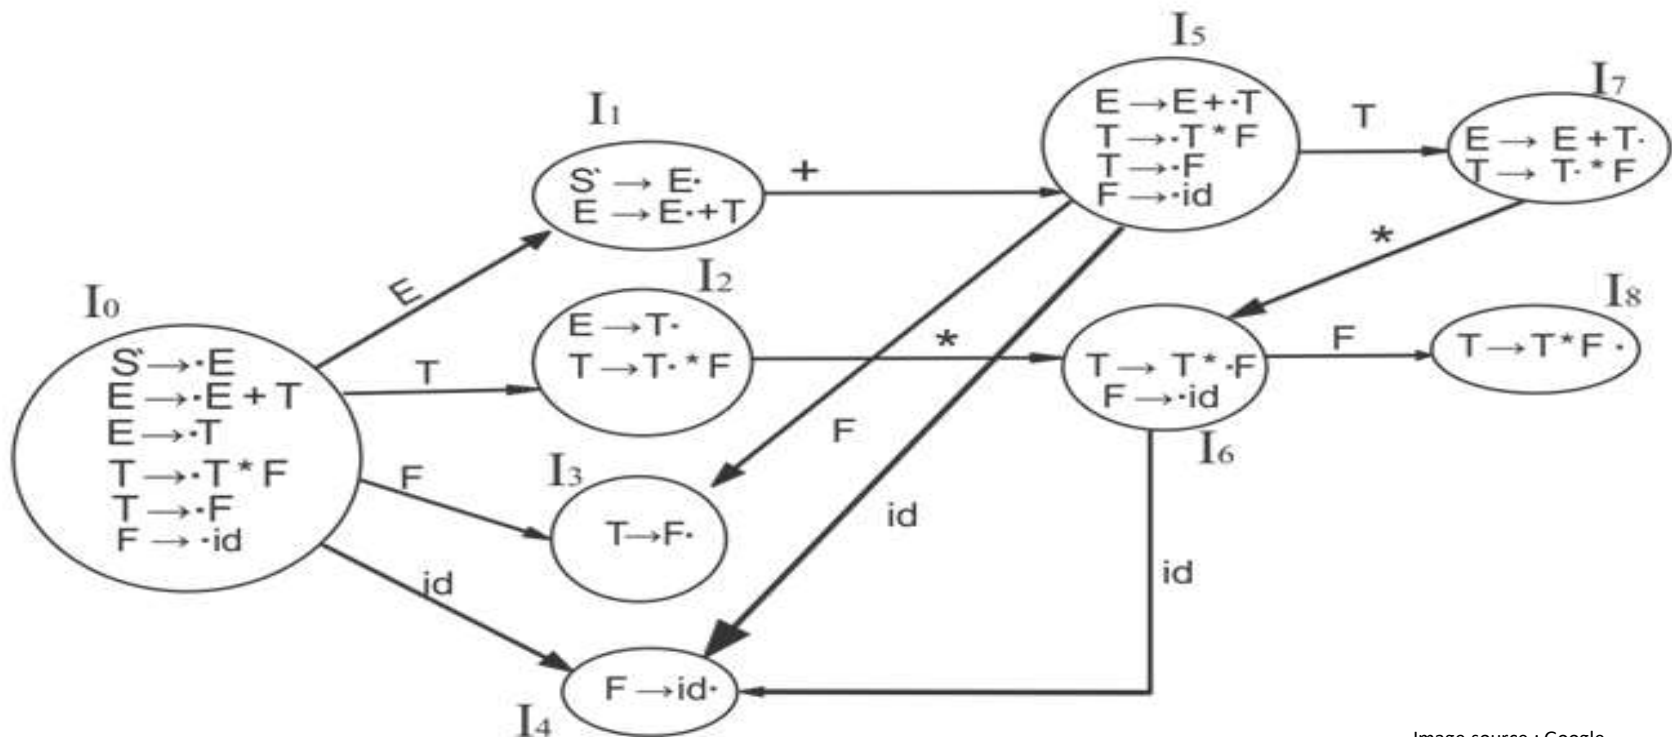 I5
E → E + ·T
T → ·T * F
T → ·F
F → ·id
T
I7
E → E + T·
T → T· * F
I1
S` → E·
E → E· + T
+
*
E
I2
E → T·
T → T· * F
*
I0
S` → ·E
E → ·E + T
E → ·T
T → ·T * F
T → ·F
F → ·id
T
F
id
I6
T → T * ·F
F → ·id
F
I8
T → T * F ·
F
id
id
I3
T → F·
I4
F → id·
Image source : Google